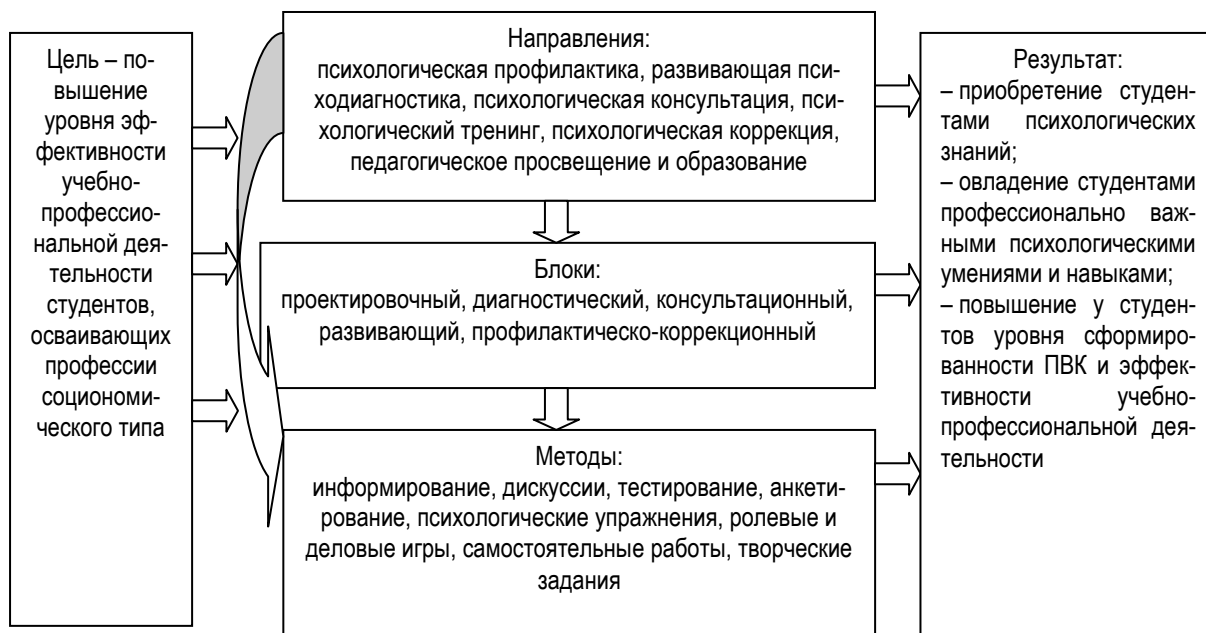 Цель – по-
вышение
уровня эф-
фективности
учебно-
профессио-
нальной дея-
тельности
студентов,
осваивающих
профессии
социономи-
ческого типа
Направления:
психологическая профилактика, развивающая пси-
ходиагностика, психологическая консультация, пси-
хологический тренинг, психологическая коррекция,
педагогическое просвещение и образование
Блоки:
проектировочный, диагностический, консультационный,
развивающий, профилактическо-коррекционный
Методы:
информирование, дискуссии, тестирование, анкети-
рование, психологические упражнения, ролевые и
деловые игры, самостоятельные работы, творческие
задания
Результат:
– приобретение студен-
тами психологических
знаний;
– овладение студентами
профессионально важ-
ными психологическими
умениями и навыками;
– повышение у студен-
тов уровня сформиро-
ванности ПВК и эффек-
тивности учебно-
профессиональной дея-
тельности